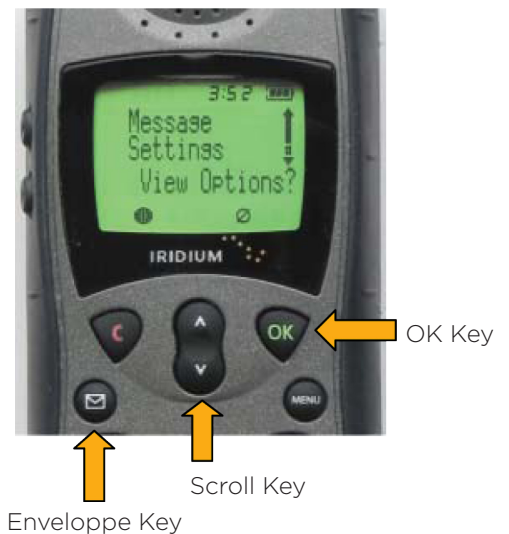 3:52
Message
Settings
View Options?
IRIDIUM
C
OK
OK Key
MENU
Scroll Key
Enveloppe Key